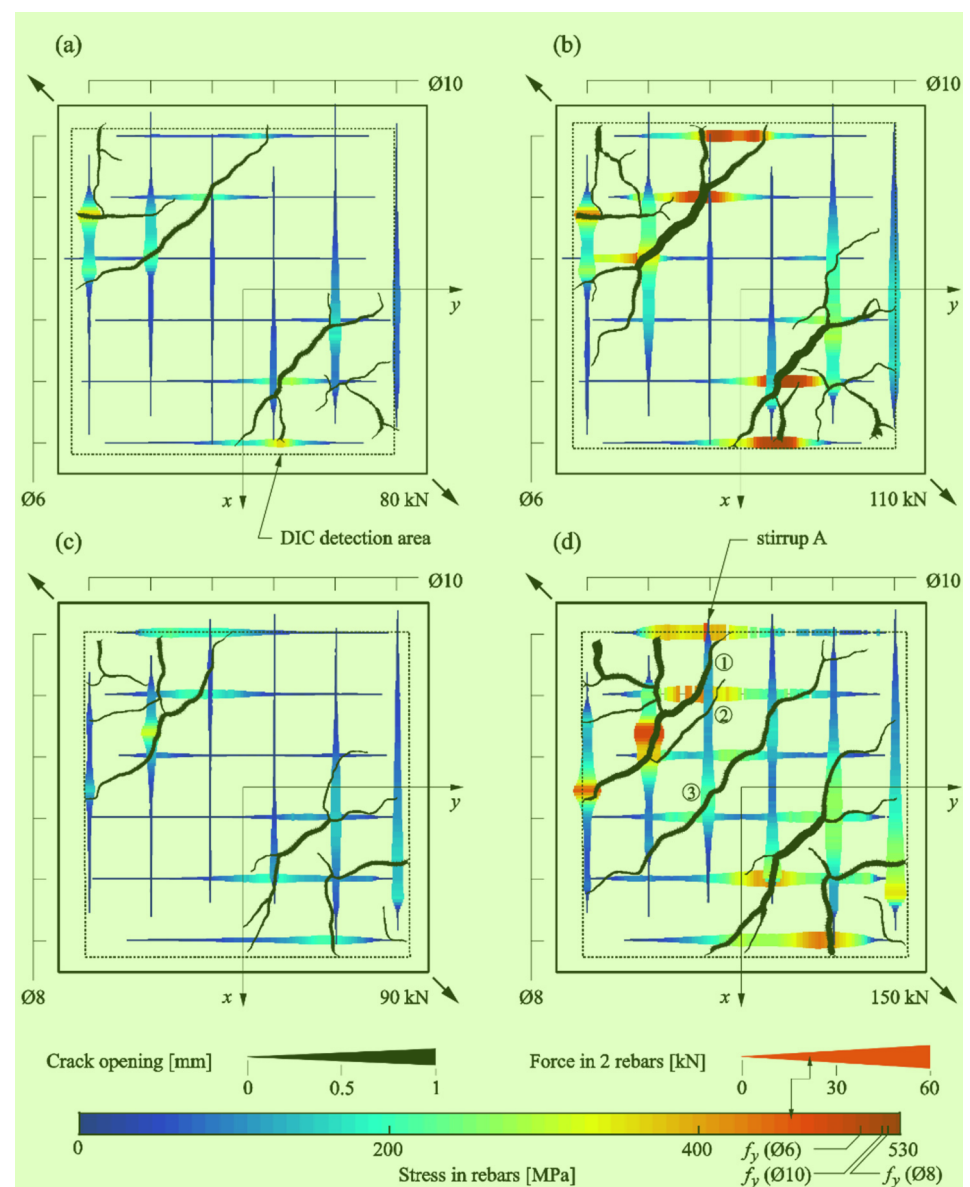 (a)
(b)
Ø10
Ø10
y
y
Ø6
x
80 kN
Ø6
x
110 kN
DIC detection area
stirrup A
(c)
(d)
Ø10
Ø10
①
②
③
y
y
Ø8
x
90 kN
Ø8
x
150 kN
Crack opening [mm]
0 0.5 1
Force in 2 rebars [kN]
0 30 60
0 200 400 530
fy (Ø6)
Stress in rebars [MPa]
fy (Ø10)
fy (Ø8)